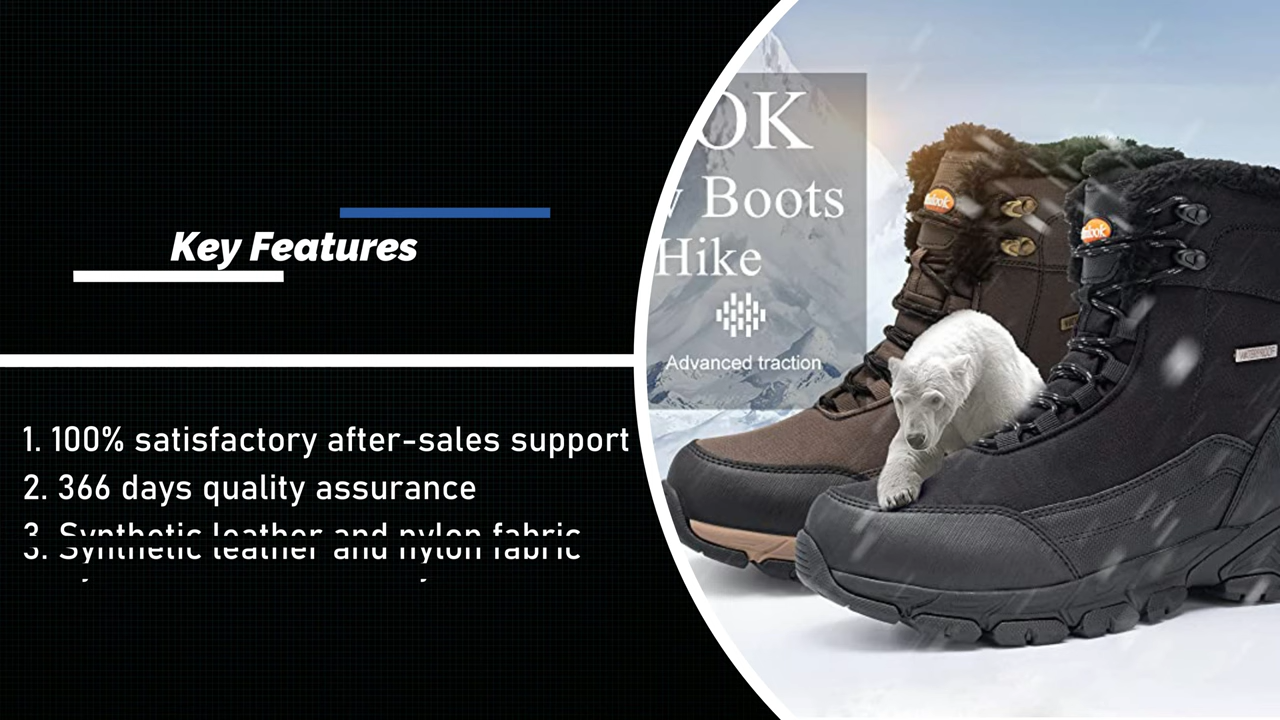 Key Features
1. 100% satisfactory after-sales support
2. 366 days quality assurance
3. Synthetic leather and nylon fabric
OK
Boots
Hike
Advanced traction
WATERPROOF